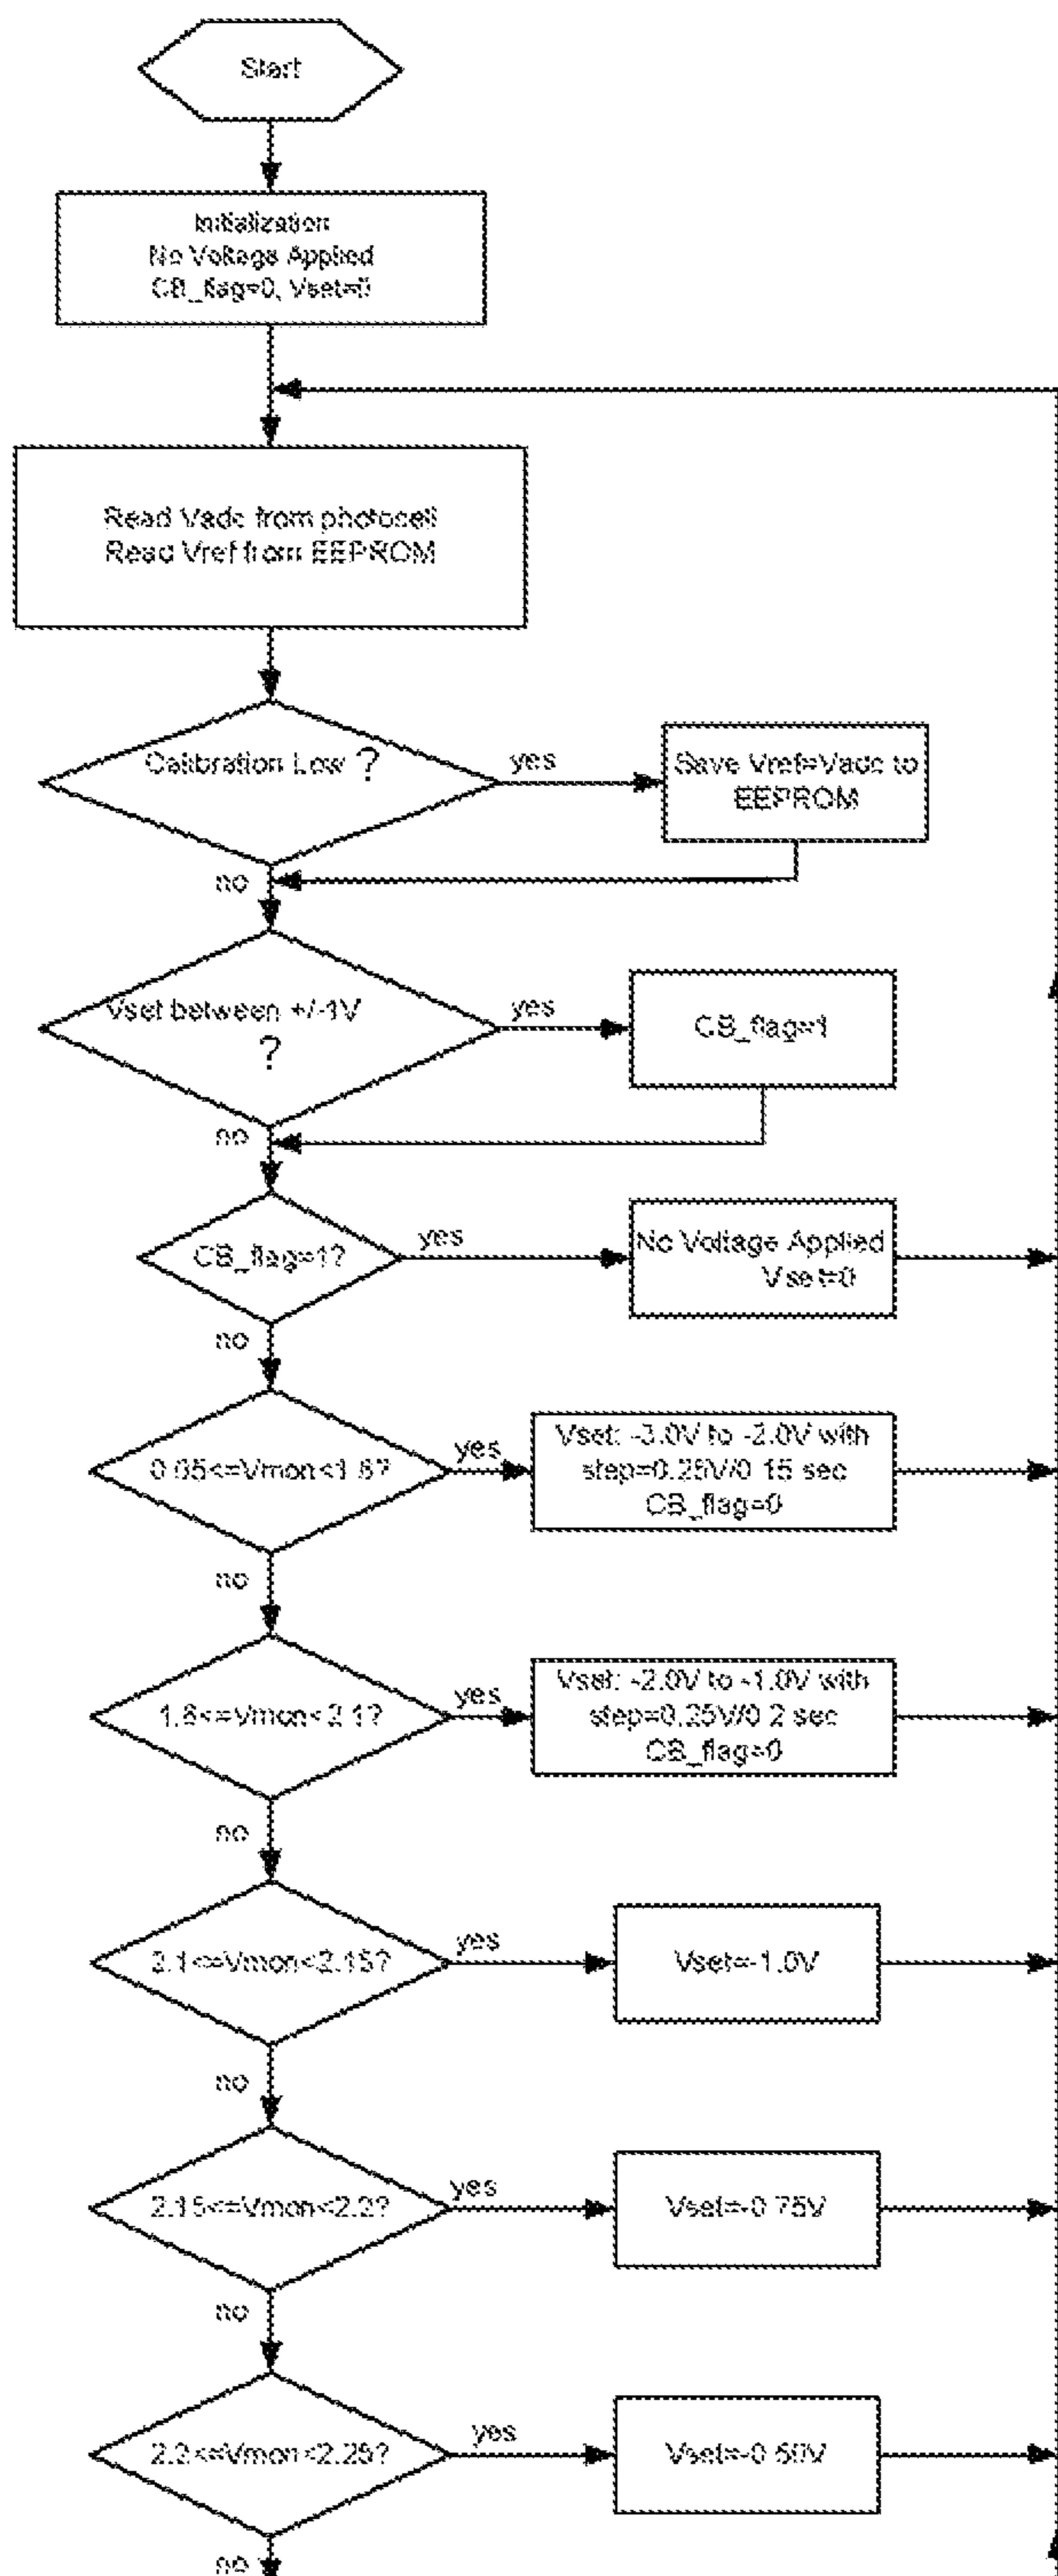 Start
Initialization
No Voltage Applied
CB_flag=0, Vset=0
Read Vadc from photocell
Read Vref from EEPROM
Calibration Low ?
yes
Save Vref=Vadc to
EEPROM
no
Vset between +/-1V
?
yes
CB_flag=1
no
CB_flag=1?
yes
No Voltage Applied
Vset=0
no
yes
Vset: -3.0V to -2.0V with
step=0.25V/0.15 sec
CB_flag=0
no
1.8<=Vmon<2.1?
yes
Vset: -2.0V to -1.0V with
step=0.25V/0.2 sec
CB_flag=0
no
2.1<=Vmon<2.15?
yes
Vset=-1.0V
no
2.15<=Vmon<2.2?
yes
Vset=-0.75V
no
2.2<=Vmon<2.25?
yes
Vset=-0.50V
no